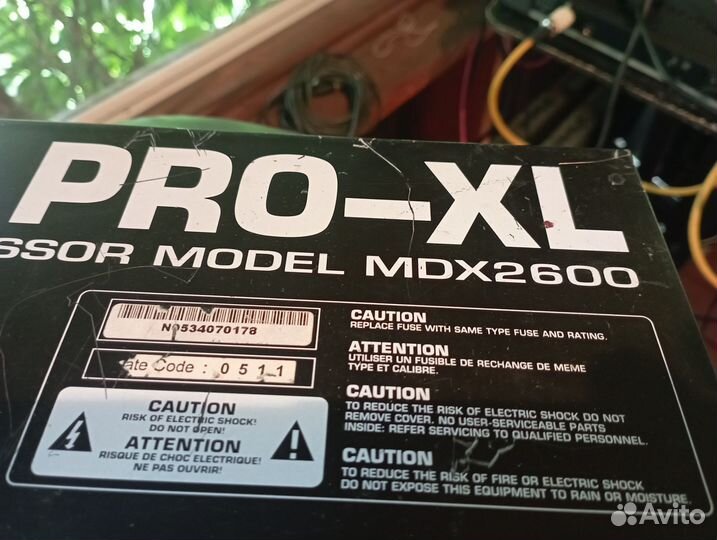 PRO–XL
SSOR MODEL MDX2600
N0534070178
ate Code : 0511
CAUTION
RISK OF ELECTRIC SHOCK!
DO NOT OPEN!
ATTENTION
RISQUE DE CHOC ELECTRIQUE!
NE PAS OUVRIR!
CAUTION
REPLACE FUSE WITH SAME TYPE FUSE AND RATING.
ATTENTION
UTILISER UN FUSIBLE DE RECHANGE DE MEME
TYPE ET CALIBRE.
CAUTION
TO REDUCE THE RISK OF ELECTRIC SHOCK DO NOT
REMOVE COVER. NO USER-SERVICEABLE PARTS
INSIDE: REFER SERVICING TO QUALIFIED PERSONNEL.
CAUTION
TO REDUCE THE RISK OF FIRE OR ELECTRIC SHOCK
DO NOT EXPOSE THIS EQUIPMENT TO RAIN OR MOISTURE.
Avito